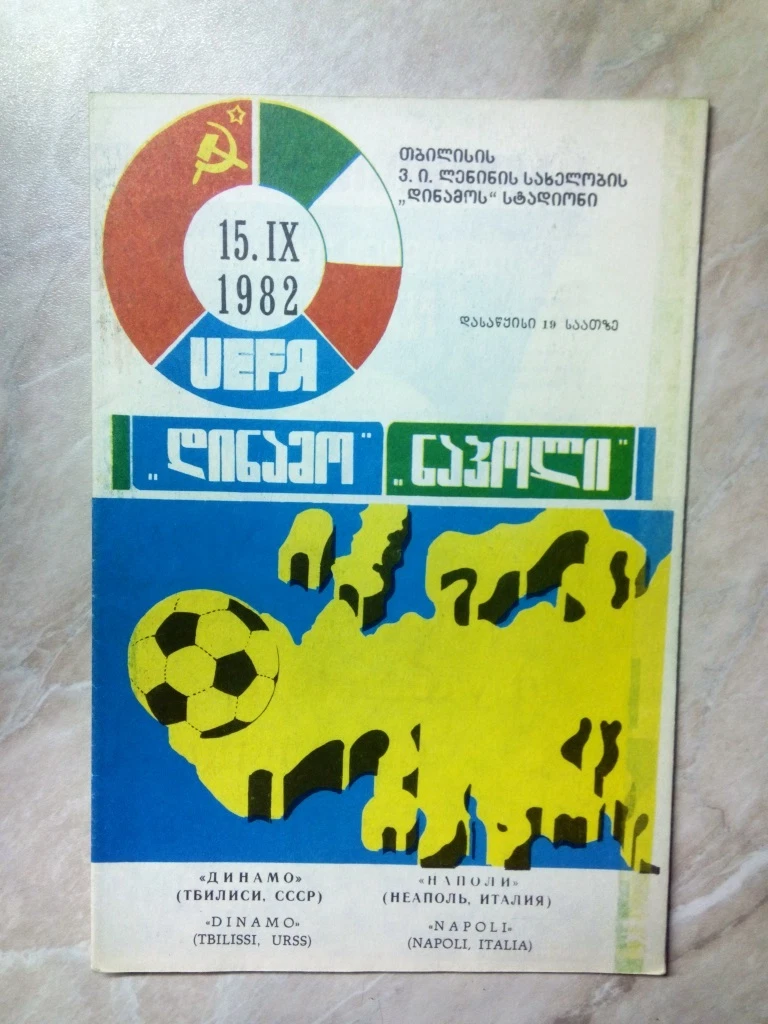 15.IX
1982
UEFA
თბილისის
ვ. ი. ლენინის სახელობის
„დინამოს“ სტადიონი
დასაწყისი 19 საათზე
„დინამო“
„ნაპოლი“
«ДИНАМО»
(ТБИЛИСИ, СССР)
«DINAMO»
(TBILISSI, URSS)
«НАПОЛИ»
(НЕАПОЛЬ, ИТАЛИЯ)
«NAPOLI»
(NAPOLI, ITALIA)